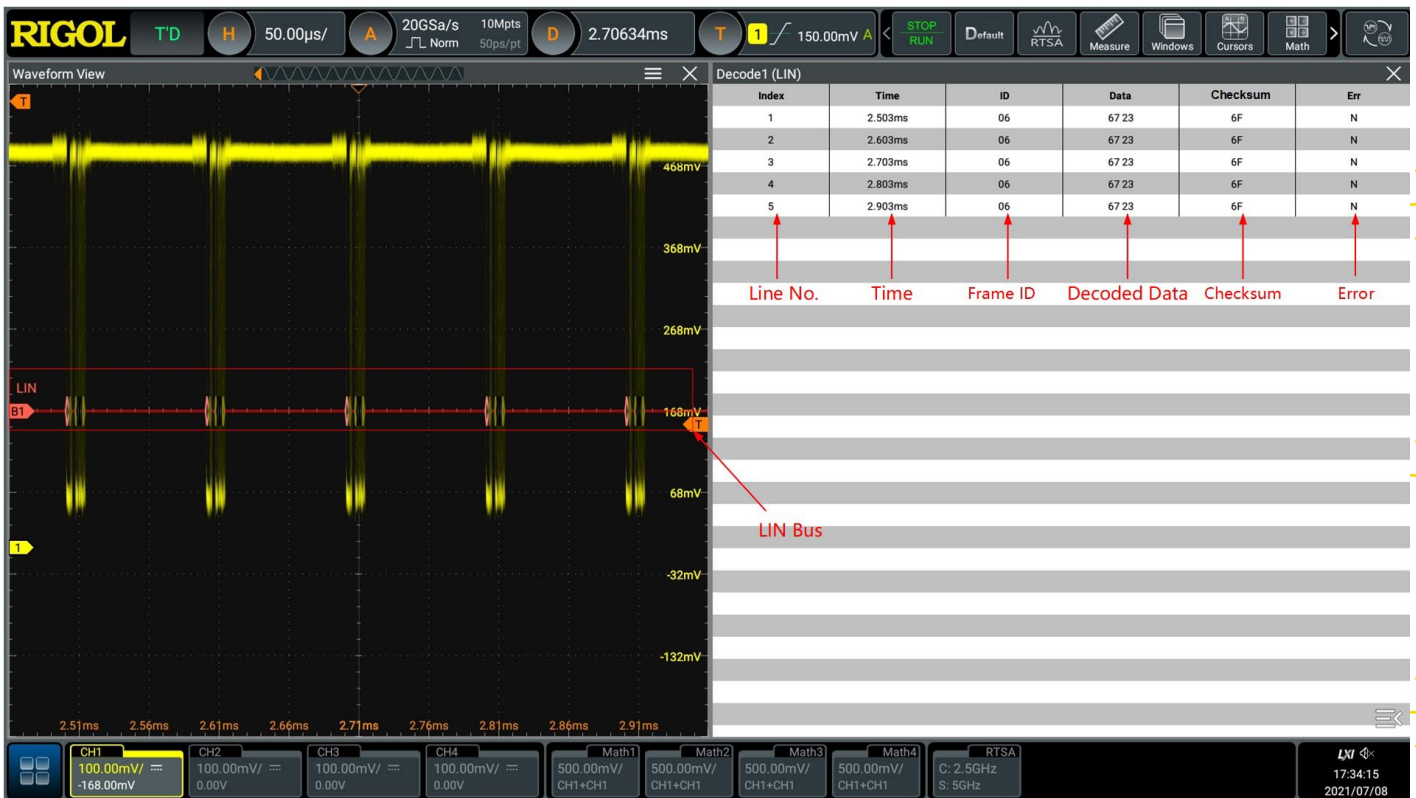 RIGOL T'D H 50.00μs/ A 20GSa/s 10Mpts D 2.70634ms T 1 150.00mV A < STOP Default RTSA Measure Windows Cursors Math >
Norm 50ps/pt RUN
Waveform View
T
468mV
368mV
268mV
LIN
B1
168mV
T
68mV
1
-32mV
-132mV
2.51ms 2.56ms 2.61ms 2.66ms 2.71ms 2.76ms 2.81ms 2.86ms 2.91ms
Decode1 (LIN)
Index Time ID Data Checksum Err
1 2.503ms 06 67 23 6F N
2 2.603ms 06 67 23 6F N
3 2.703ms 06 67 23 6F N
4 2.803ms 06 67 23 6F N
5 2.903ms 06 67 23 6F N
Line No. Time Frame ID Decoded Data Checksum Error
LIN Bus
CH1 CH2 CH3 CH4 Math1 Math2 Math3 Math4 RTSA
100.00mV/ 100.00mV/ 100.00mV/ 100.00mV/ 500.00mV/ 500.00mV/ 500.00mV/ 500.00mV/ C: 2.5GHz
-168.00mV 0.00V 0.00V 0.00V CH1+CH1 CH1+CH1 CH1+CH1 CH1+CH1 S: 5GHz
LXI
17:34:15
2021/07/08